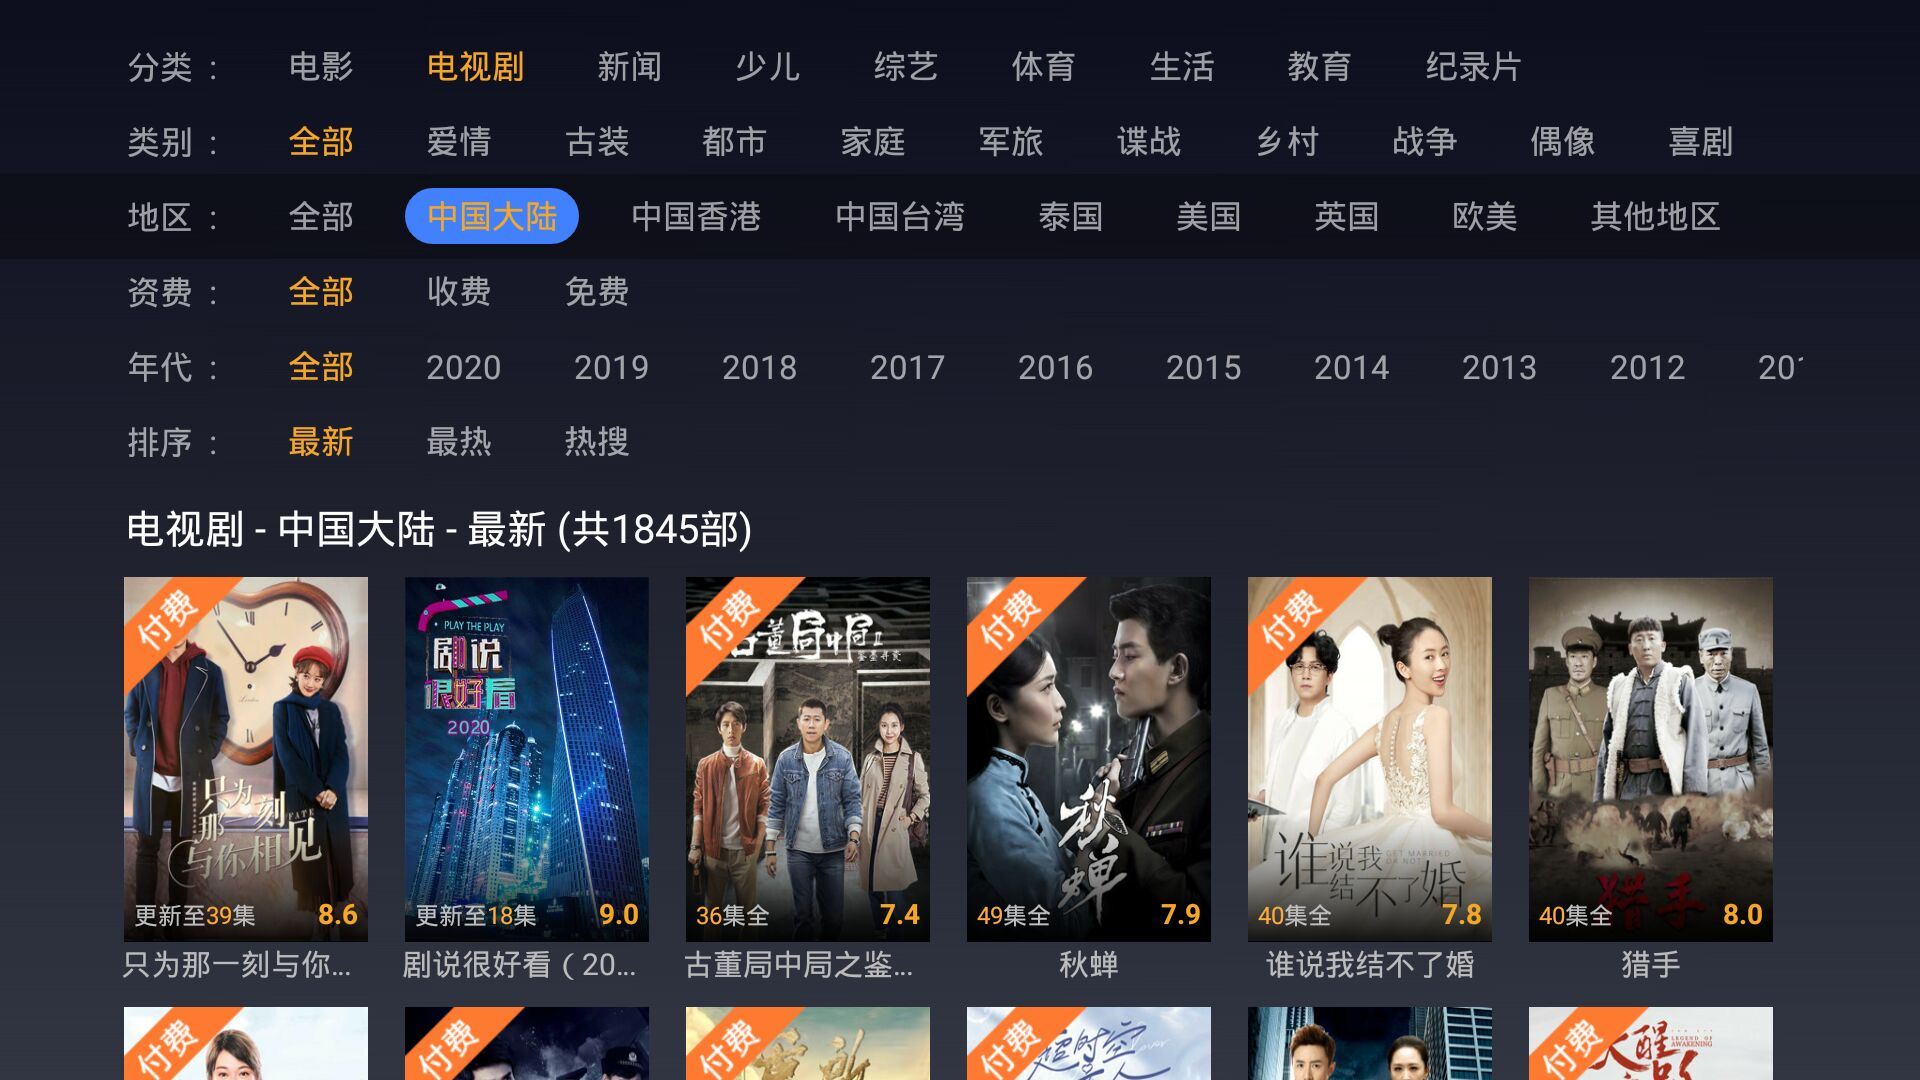 分类 : 电影 电视剧 新闻 少儿 综艺 体育 生活 教育 纪录片
类别 : 全部 爱情 古装 都市 家庭 军旅 谍战 乡村 战争 偶像 喜剧
地区 : 全部 中国大陆 中国香港 中国台湾 泰国 美国 英国 欧美 其他地区
资费 : 全部 收费 免费
年代 : 全部 2020 2019 2018 2017 2016 2015 2014 2013 2012 201
排序 : 最新 最热 热搜
电视剧 - 中国大陆 - 最新 (共1845部)
付费
只为
那一刻
FATE
与你相见
更新至39集 8.6
只为那一刻与你...
PLAY THE PLAY
剧说
很好看
2020
更新至18集 9.0
剧说很好看（20...
付费
古董局中局II
鉴墨寻瓷
36集全 7.4
古董局中局之鉴...
付费
秋蝉
49集全 7.9
秋蝉
付费
谁说我
GET MARRIED
OR NOT
结不了婚
40集全 7.8
谁说我结不了婚
猎手
40集全 8.0
猎手
付费
付费
付费
付费
超时空
付费
大醒
LEGEND OF
AWAKENING